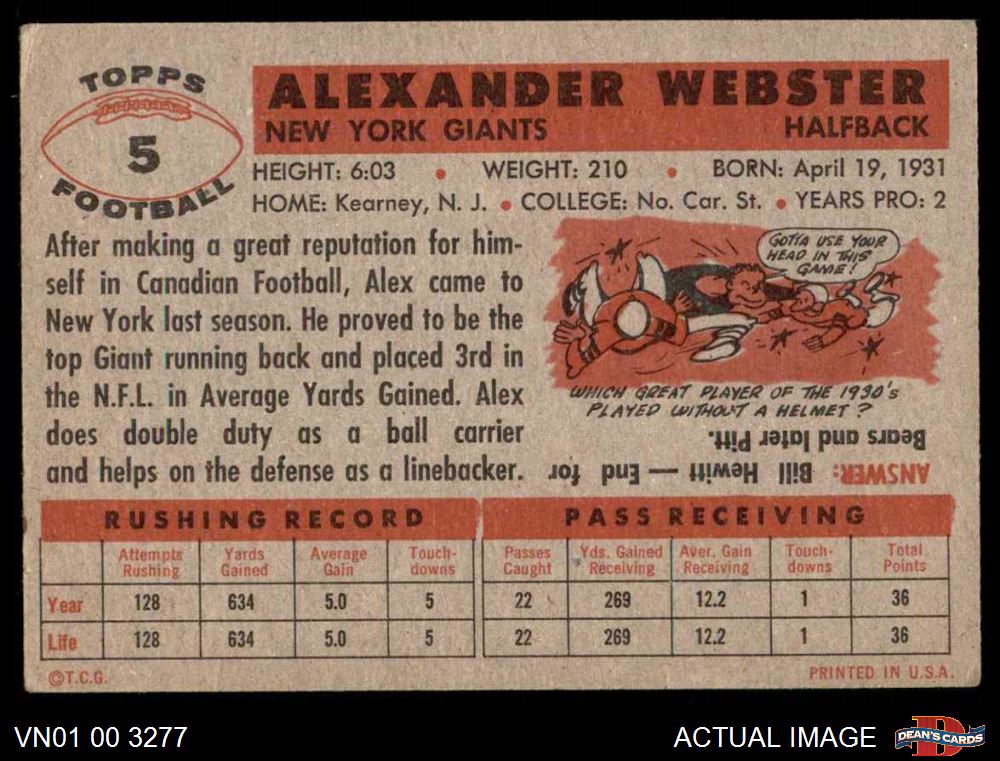 TOPPS
5
FOOTBALL
ALEXANDER WEBSTER
NEW YORK GIANTS HALFBACK
HEIGHT: 6:03 • WEIGHT: 210 • BORN: April 19, 1931
HOME: Kearney, N. J. • COLLEGE: No. Car. St. • YEARS PRO: 2
After making a great reputation for him-
self in Canadian Football, Alex came to
New York last season. He proved to be the
top Giant running back and placed 3rd in
the N.F.L. in Average Yards Gained. Alex
does double duty as a ball carrier
and helps on the defense as a linebacker.
GOTTA USE YOUR
HEAD IN THIS
GAME!
WHICH GREAT PLAYER OF THE 1930's
PLAYED WITHOUT A HELMET?
ANSWER: Bill Hewitt — End for
Bears and later Pitt.
RUSHING RECORD
Attempts Rushing Yards Gained Average Gain Touch-downs
Year 128 634 5.0 5
Life 128 634 5.0 5
PASS RECEIVING
Passes Caught Yds. Gained Receiving Aver. Gain Receiving Touch-downs Total Points
22 269 12.2 1 36
22 269 12.2 1 36
©T.C.G. PRINTED IN U.S.A.
VN01 00 3277 ACTUAL IMAGE
D
DEAN'S CARDS